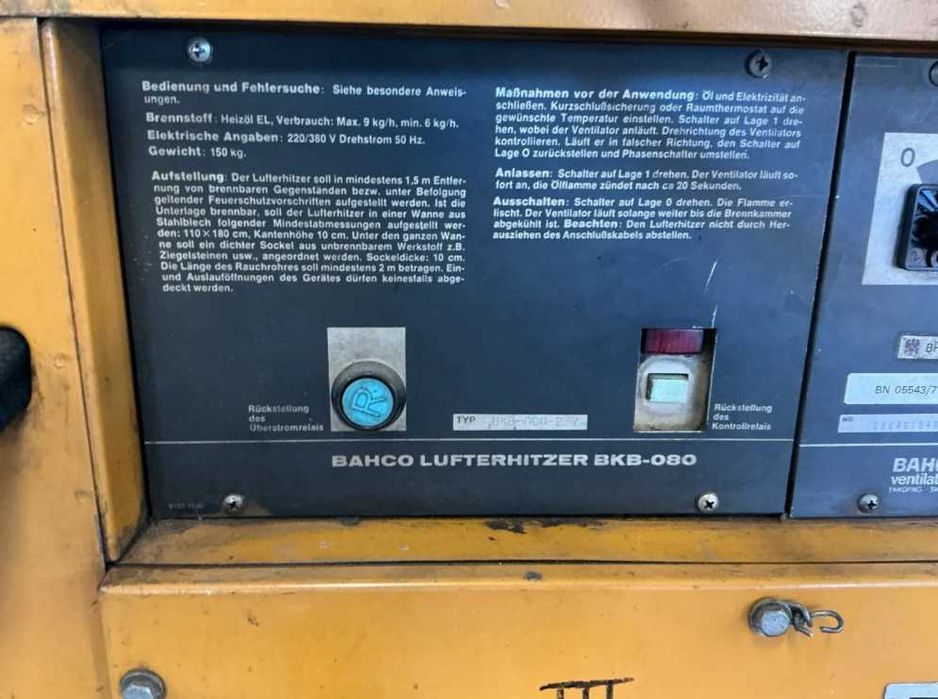 Bedienung und Fehlersuche: Siehe besondere Anweis-
ungen.
Brennstoff: Heizöl EL, Verbrauch: Max. 9 kg/h, min. 6 kg/h.
Elektrische Angaben: 220/380 V Drehstrom 50 Hz.
Gewicht: 150 kg.
Aufstellung: Der Lufterhitzer soll in mindestens 1,5 m Entfer-
nung von brennbaren Gegenständen bezw. unter Befolgung
geltender Feuerschutzvorschriften aufgestellt werden. Ist die
Unterlage brennbar, soll der Lufterhitzer in einer Wanne aus
Stahlblech folgender Mindestabmessungen aufgestellt wer-
den: 110×180 cm, Kantenhöhe 10 cm. Unter den ganzen Wan-
ne soll ein dichter Sockel aus unbrennbarem Werkstoff z.B.
Ziegelsteinen usw., angeordnet werden. Sockeldicke: 10 cm.
Die Länge des Rauchrohres soll mindestens 2 m betragen. Ein-
und Auslauföffnungen des Gerätes dürfen keinesfalls abge-
deckt werden.
Maßnahmen vor der Anwendung: Öl und Elektrizität an-
schließen. Kurzschlußsicherung oder Raumthermostat auf die
gewünschte Temperatur einstellen. Schalter auf Lage 1 dre-
hen, wobei der Ventilator anläuft. Drehrichtung des Ventilators
kontrollieren. Läuft er in falscher Richtung, den Schalter auf
Lage O zurückstellen und Phasenschalter umstellen.
Anlassen: Schalter auf Lage 1 drehen. Der Ventilator läuft so-
fort an, die Ölflamme zündet nach ca 20 Sekunden.
Ausschalten: Schalter auf Lage 0 drehen. Die Flamme er-
lischt. Der Ventilator läuft solange weiter bis die Brennkammer
abgekühlt ist. Beachten: Den Lufterhitzer nicht durch Her-
ausziehen des Anschlußkabels abstellen.
0
R
Rückstellung
des
Überstromrelais
TYP
Rückstellung
des
Kontrollrelais
BAHCO LUFTERHITZER BKB-080
BN 05543/7
NR
BAHCO
ventilat